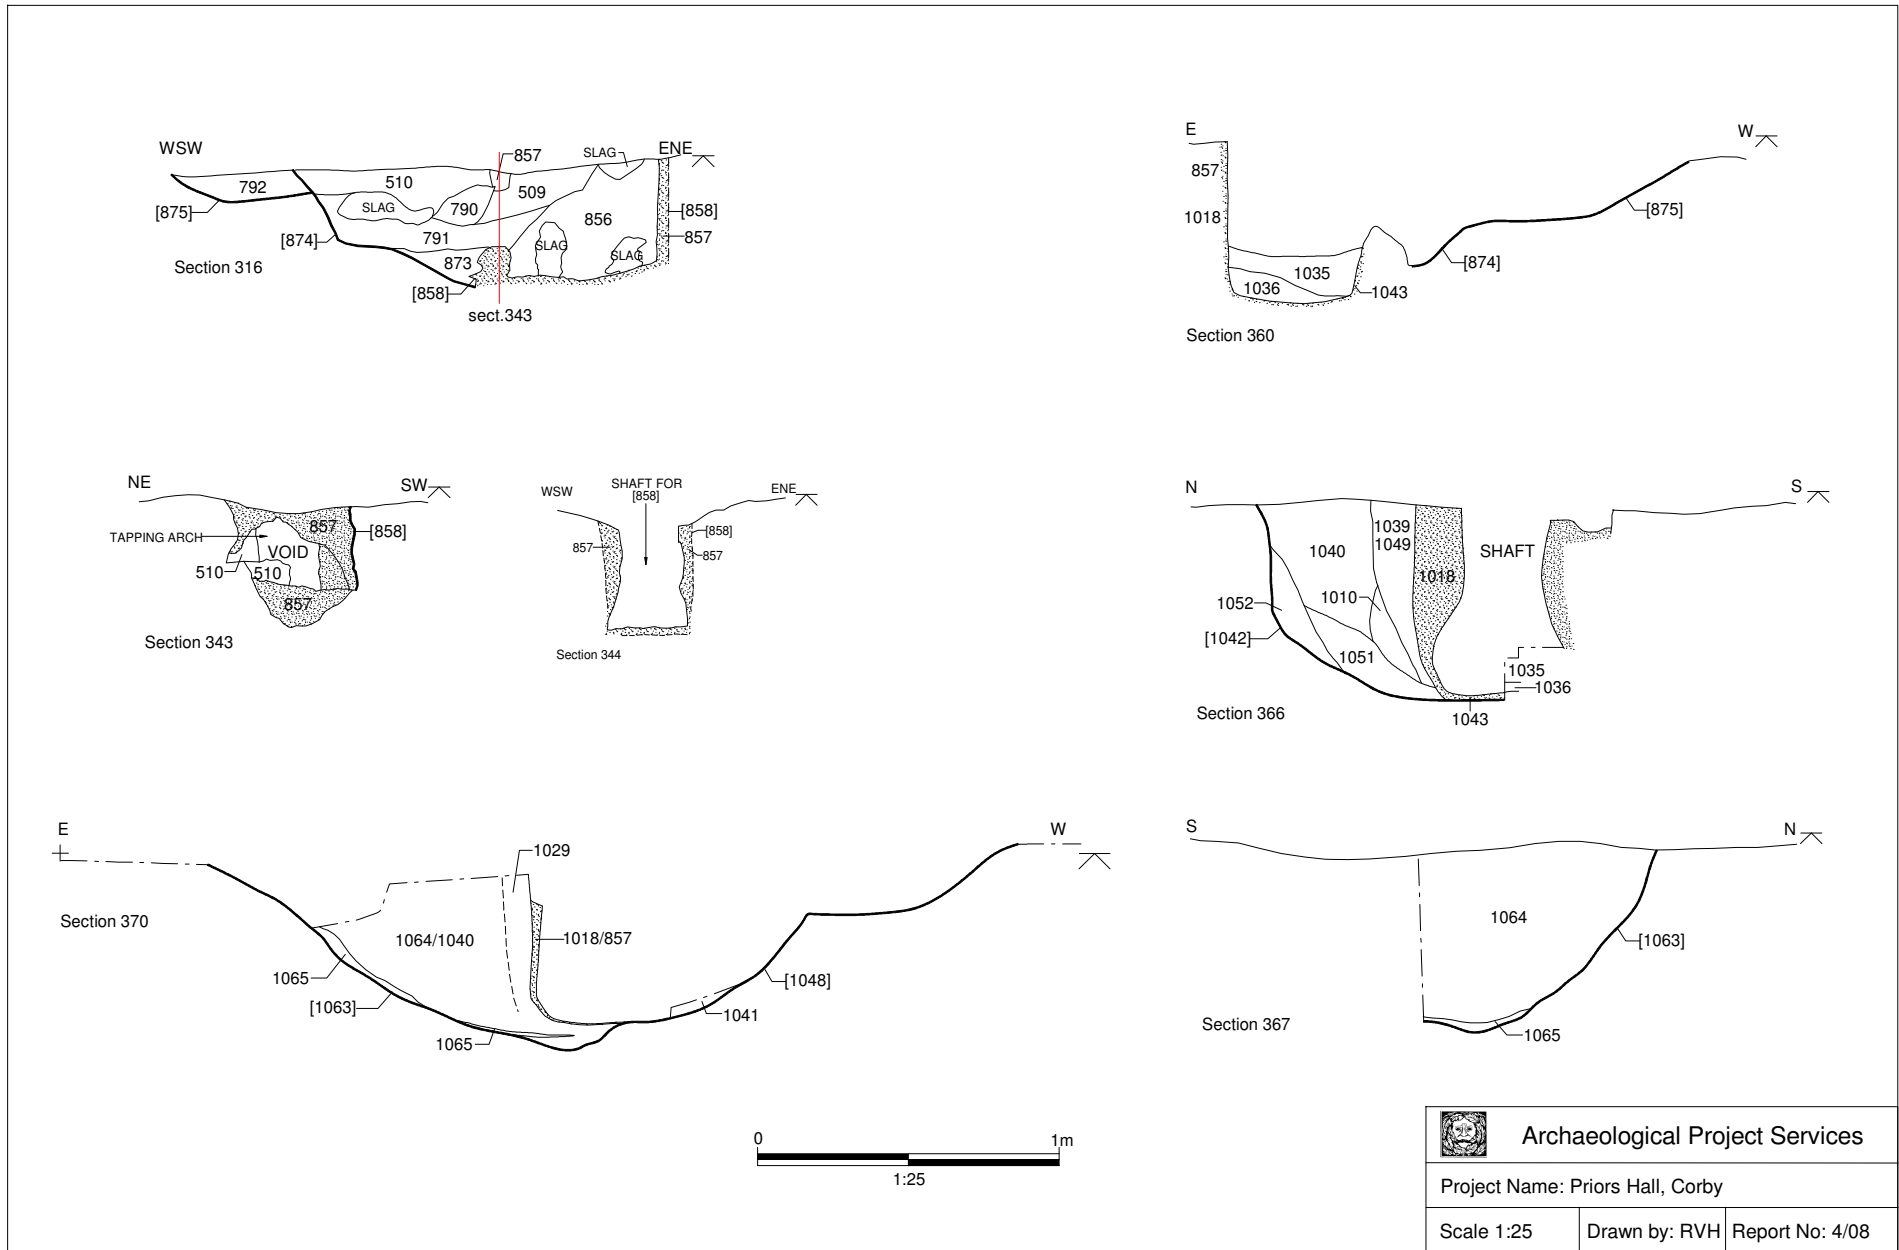 WSW
857
SLAG
ENE
792
510
SLAG
790
509
856
[875]
[858]
[874]
791
SLAG
857
Section 316
873
SLAG
[858]
sect.343
E
W
857
1018
[875]
1035
[874]
1036
1043
Section 360
NE
SW
857
[858]
TAPPING ARCH
VOID
510
510
857
Section 343
WSW
SHAFT FOR
[858]
ENE
[858]
857
857
Section 344
N
S
1039
1049
1040
SHAFT
1018
1052
1010
[1042]
1051
1035
1036
Section 366
1043
E
W
1029
Section 370
1064/1040
1018/857
1065
[1048]
[1063]
1041
1065
S
N
1064
[1063]
Section 367
1065
0
1m
1:25
Archaeological Project Services
Project Name: Priors Hall, Corby
Scale 1:25
Drawn by: RVH
Report No: 4/08